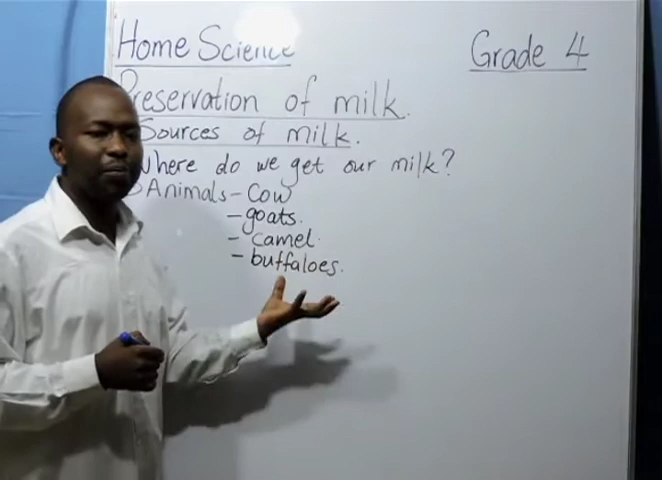 Home Science
Grade 4
Preservation of milk.
Sources of milk.
Where do we get our milk?
Animals - Cow
- goats.
- camel.
- buffaloes.